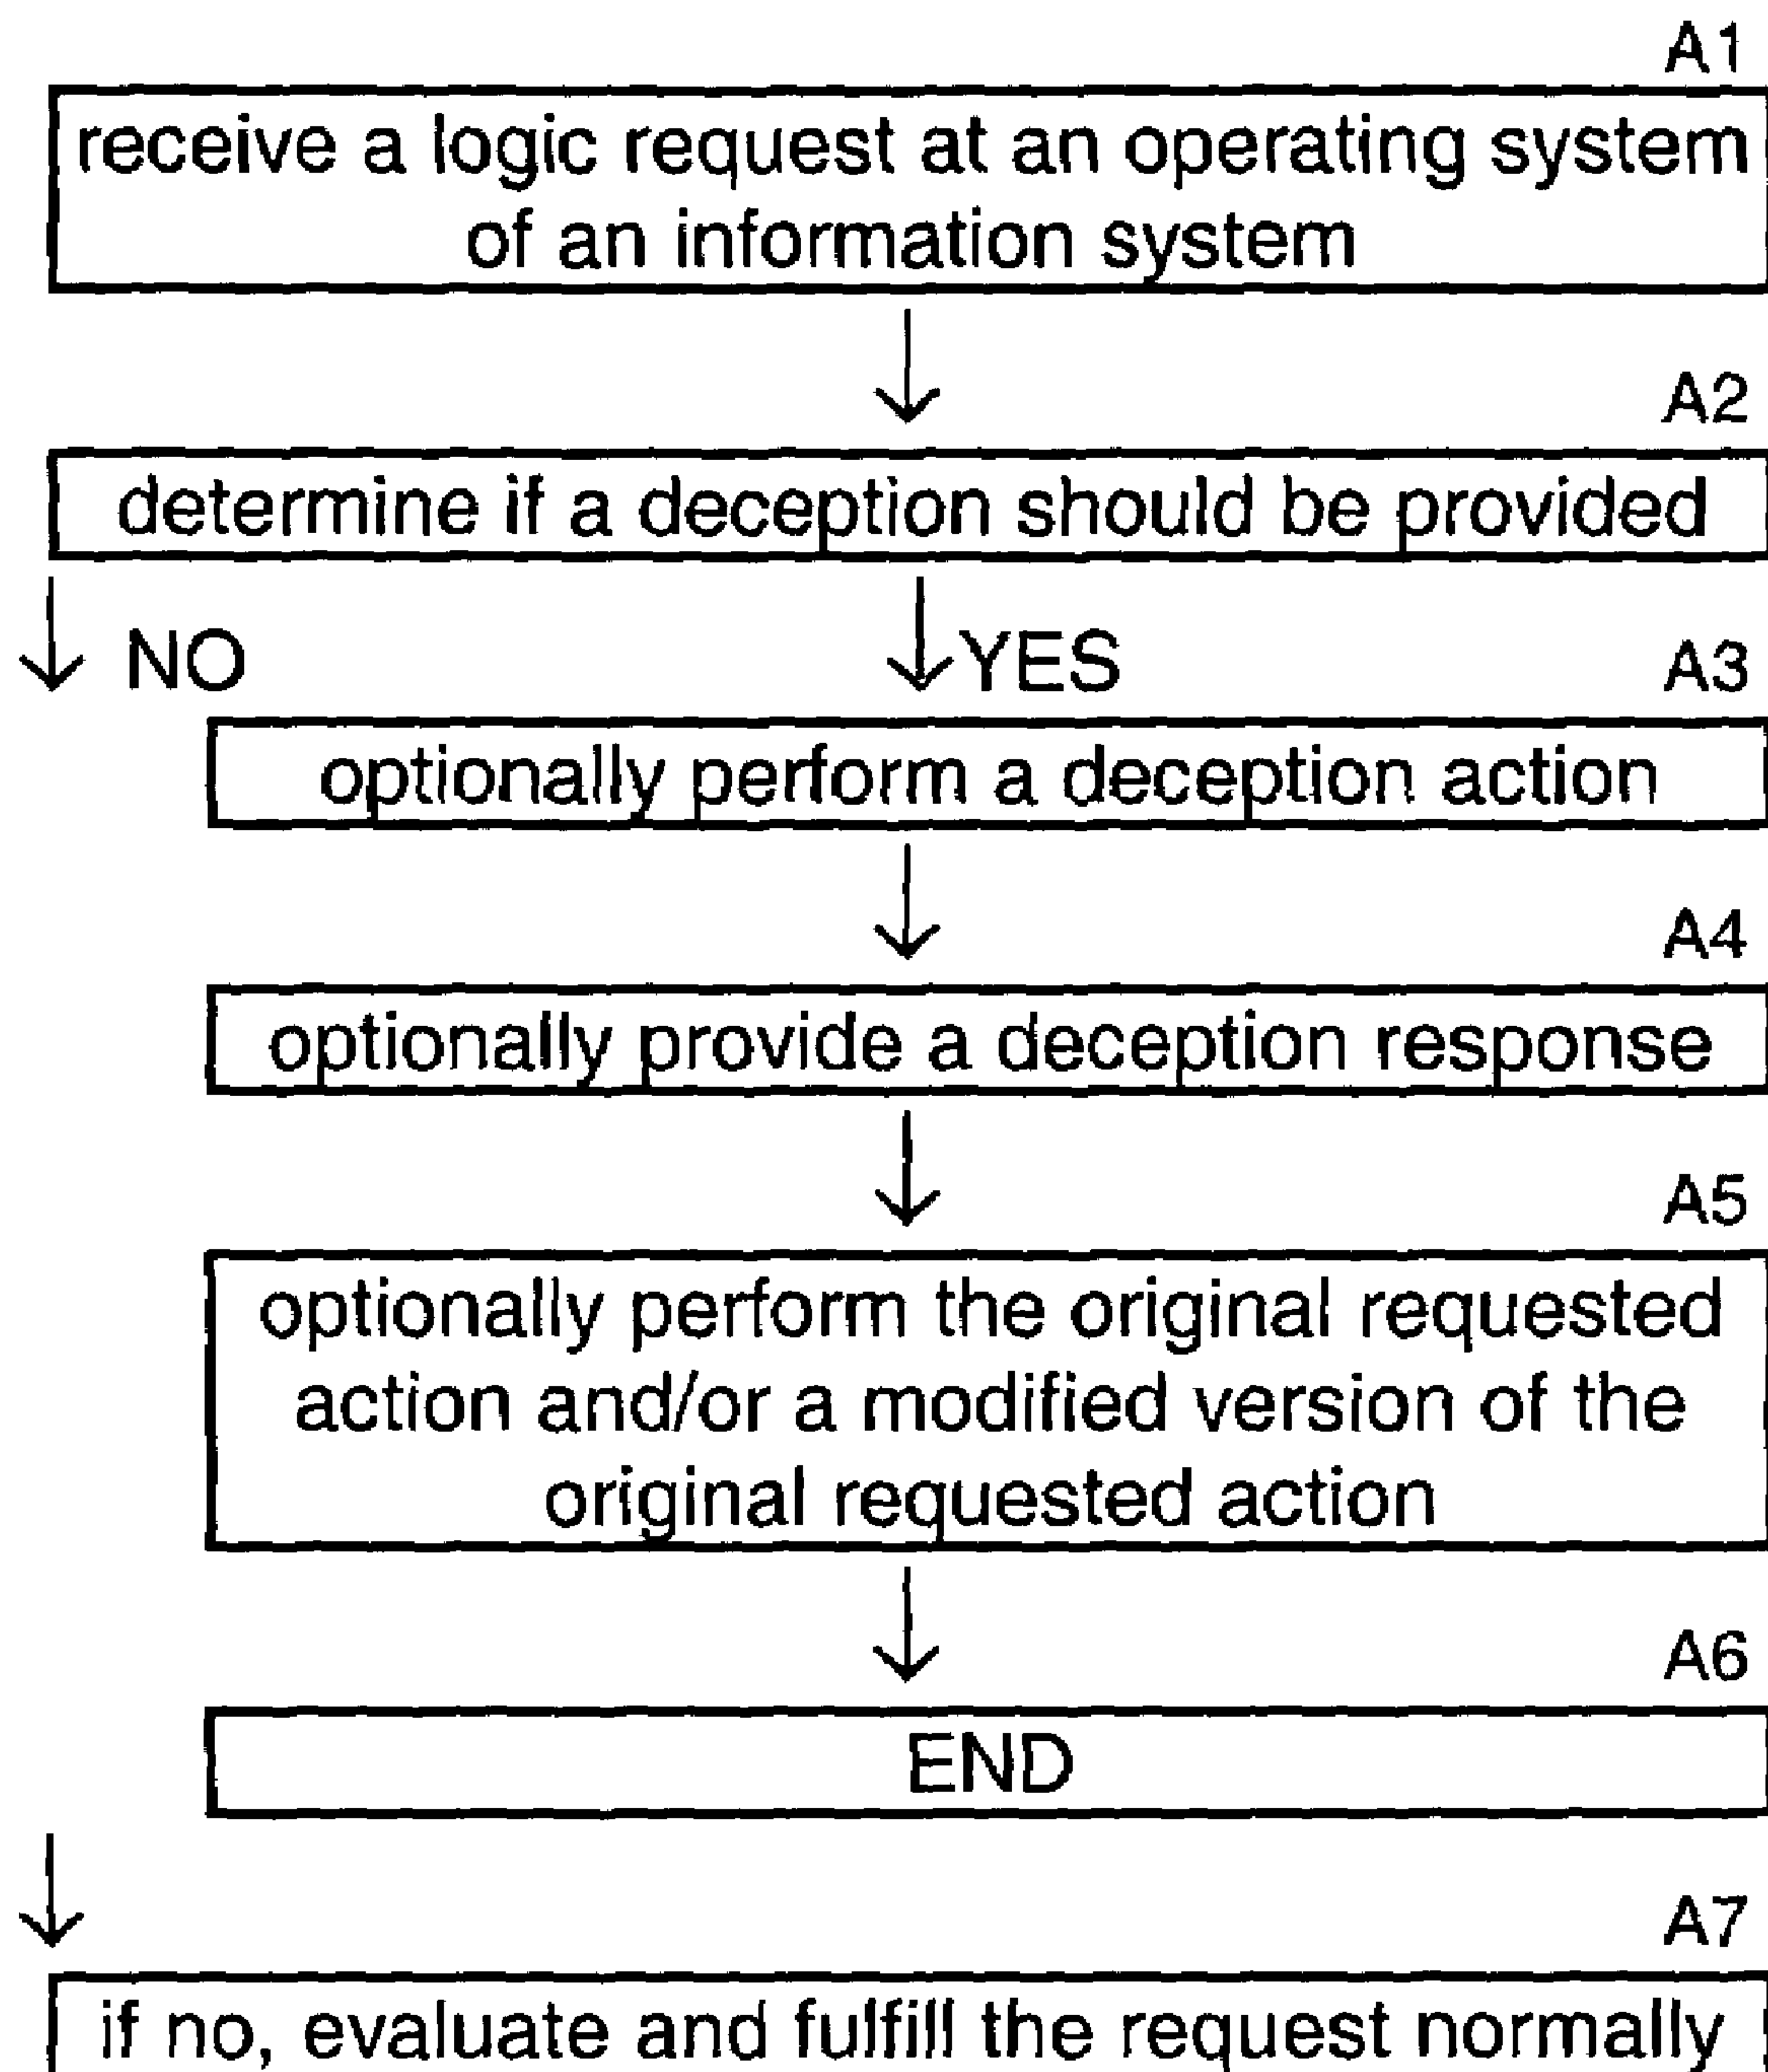 A1
receive a logic request at an operating system
of an information system
A2
determine if a deception should be provided
NO
YES
A3
optionally perform a deception action
A4
optionally provide a deception response
A5
optionally perform the original requested
action and/or a modified version of the
original requested action
A6
END
A7
if no, evaluate and fulfill the request normally